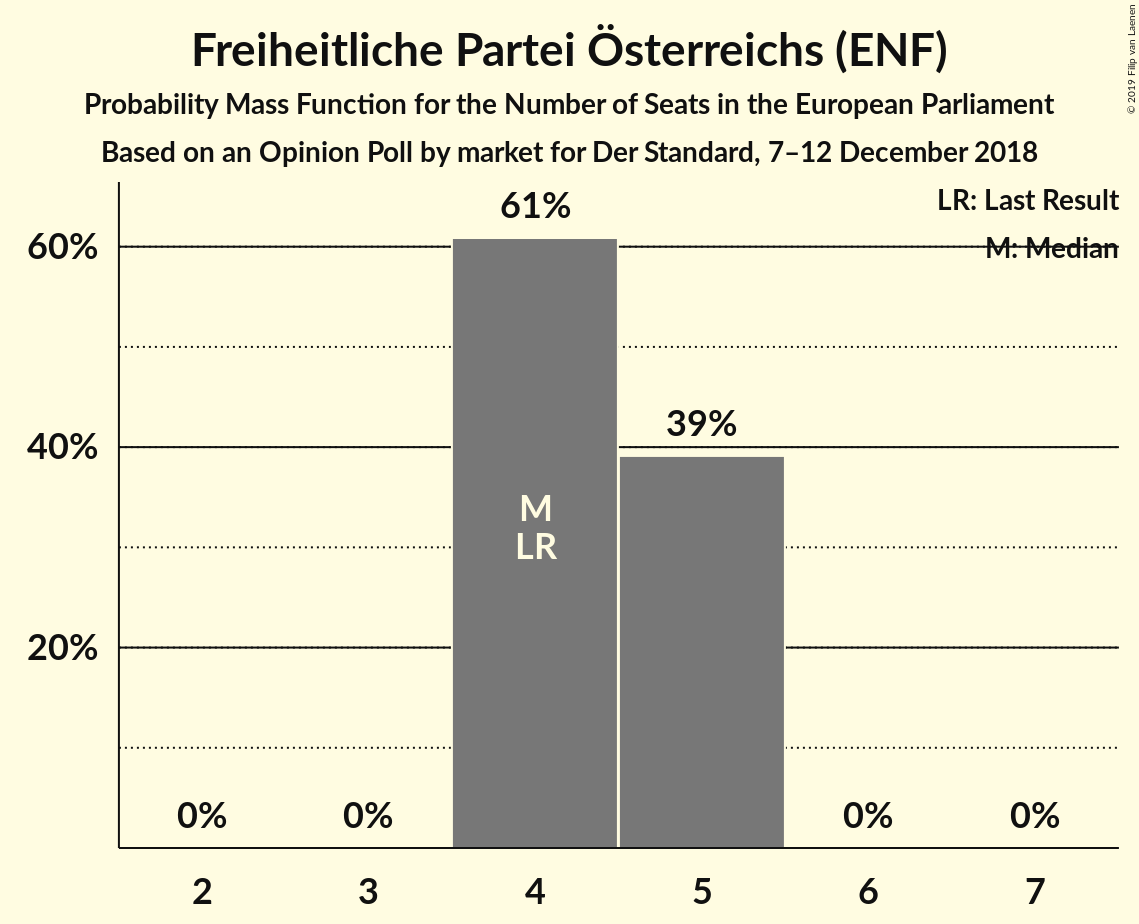 Freiheitliche Partei Österreichs (ENF)
Probability Mass Function for the Number of Seats in the European Parliament
Based on an Opinion Poll by market for Der Standard, 7–12 December 2018
© 2019 Filip van Laenen
LR: Last Result
M: Median
60%
40%
20%
61%
39%
M
LR
0%
0%
0%
0%
2
3
4
5
6
7